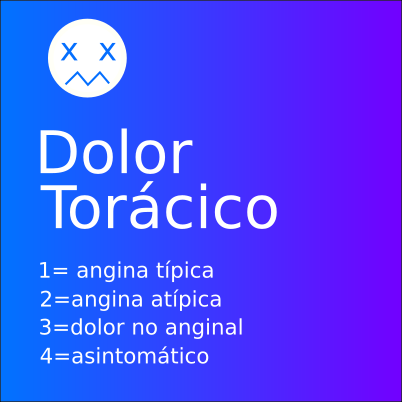 Dolor
Torácico
1= angina típica
2=angina atípica
3=dolor no anginal
4=asintomático